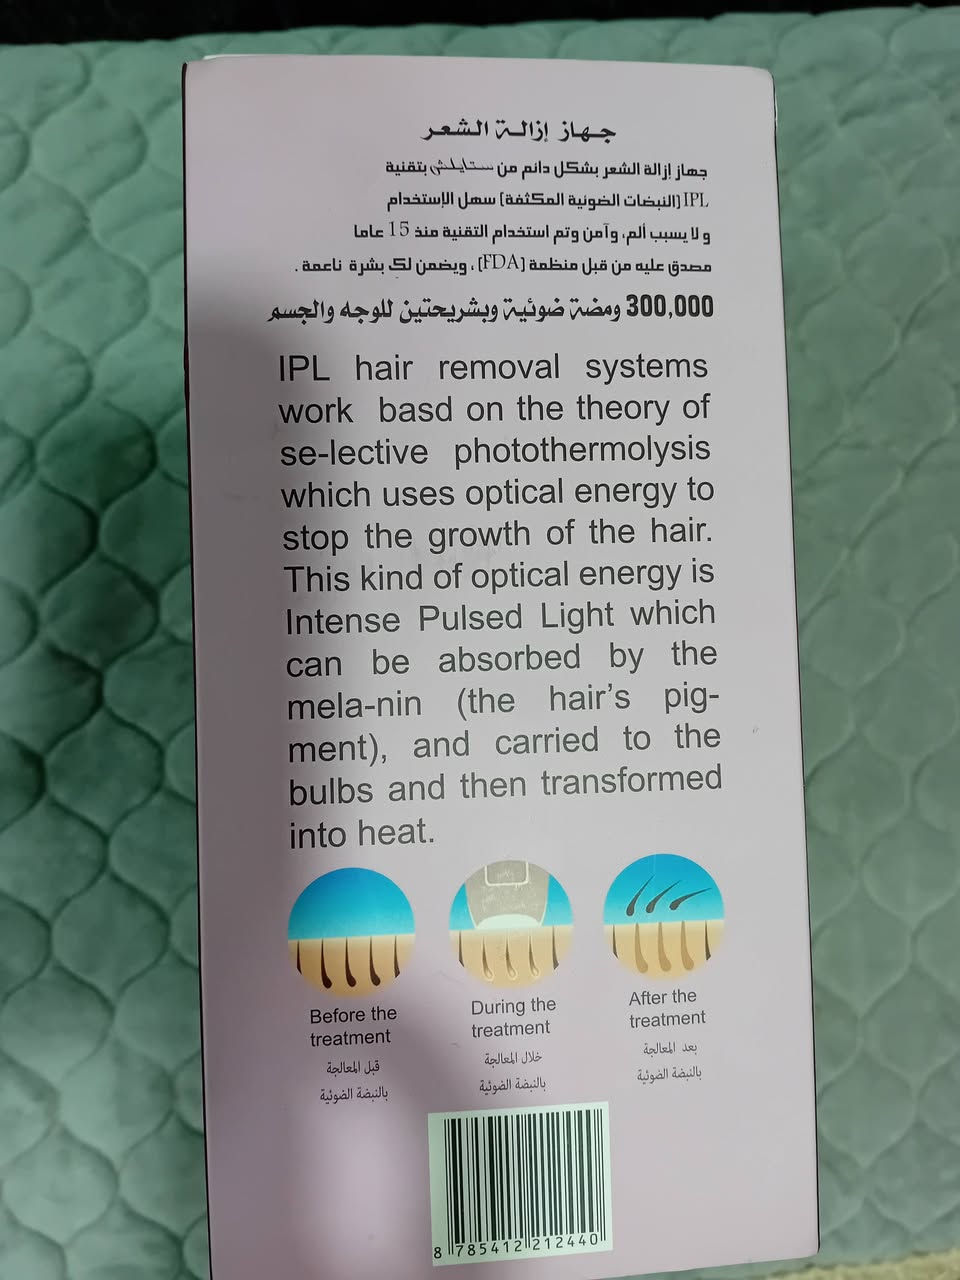 جهاز إزالة الشعر
جهاز إزالة الشعر بشكل دائم من ستايلش بتقنية
IPL [النبضات الضوئية المكثفة] سهل الإستخدام
و لا يسبب ألم، وآمن وتم استخدام التقنية منذ 15 عاما
مصدق عليه من قبل منظمة [FDA]، ويضمن لك بشرة ناعمة .
300,000 ومضة ضوئية وبشريحتين للوجه والجسم
IPL hair removal systems
work basd on the theory of
se-lective photothermolysis
which uses optical energy to
stop the growth of the hair.
This kind of optical energy is
Intense Pulsed Light which
can be absorbed by the
mela-nin (the hair's pig-
ment), and carried to the
bulbs and then transformed
into heat.
Before the
treatment
قبل المعالجة
بالنبضة الضوئية
During the
treatment
خلال المعالجة
بالنبضة الضوئية
After the
treatment
بعد المعالجة
بالنبضة الضوئية
8 785412 212440